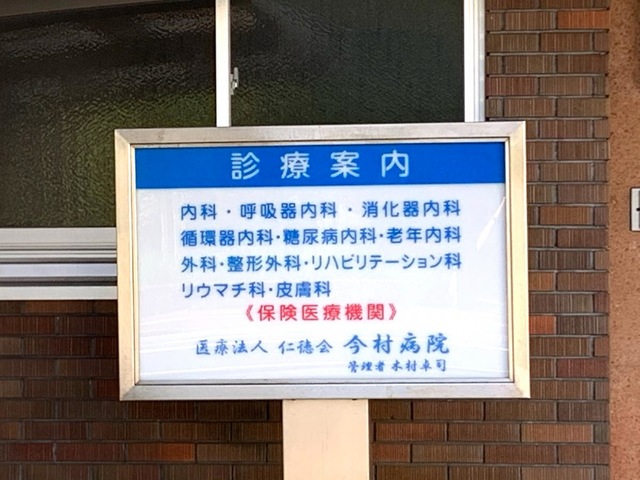 診療案内
内科・呼吸器内科・消化器内科
循環器内科・糖尿病内科・老年内科
外科・整形外科・リハビリテーション科
リウマチ科・皮膚科
《保険医療機関》
医療法人 仁徳会 今村病院
管理者 木村卓司